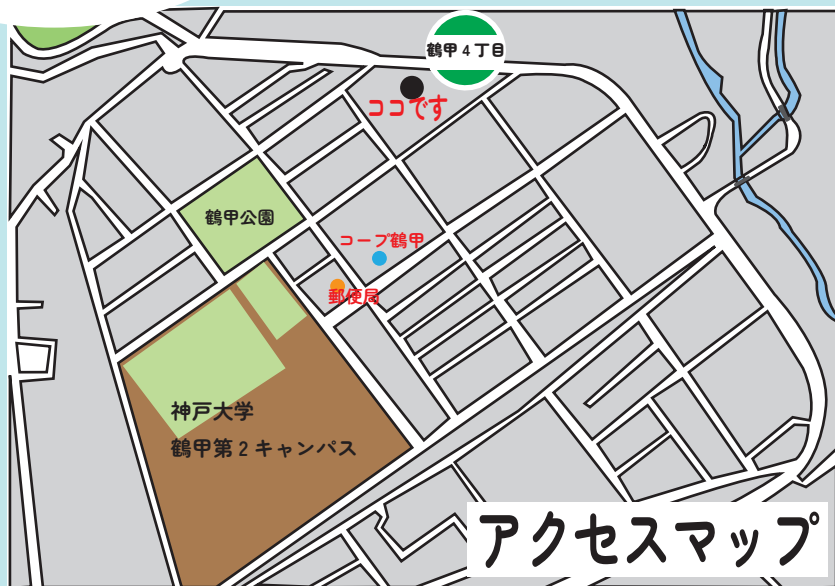 鶴甲4丁目
ココです
鶴甲公園
コープ鶴甲
郵便局
神戸大学
鶴甲第2キャンパス
アクセスマップ